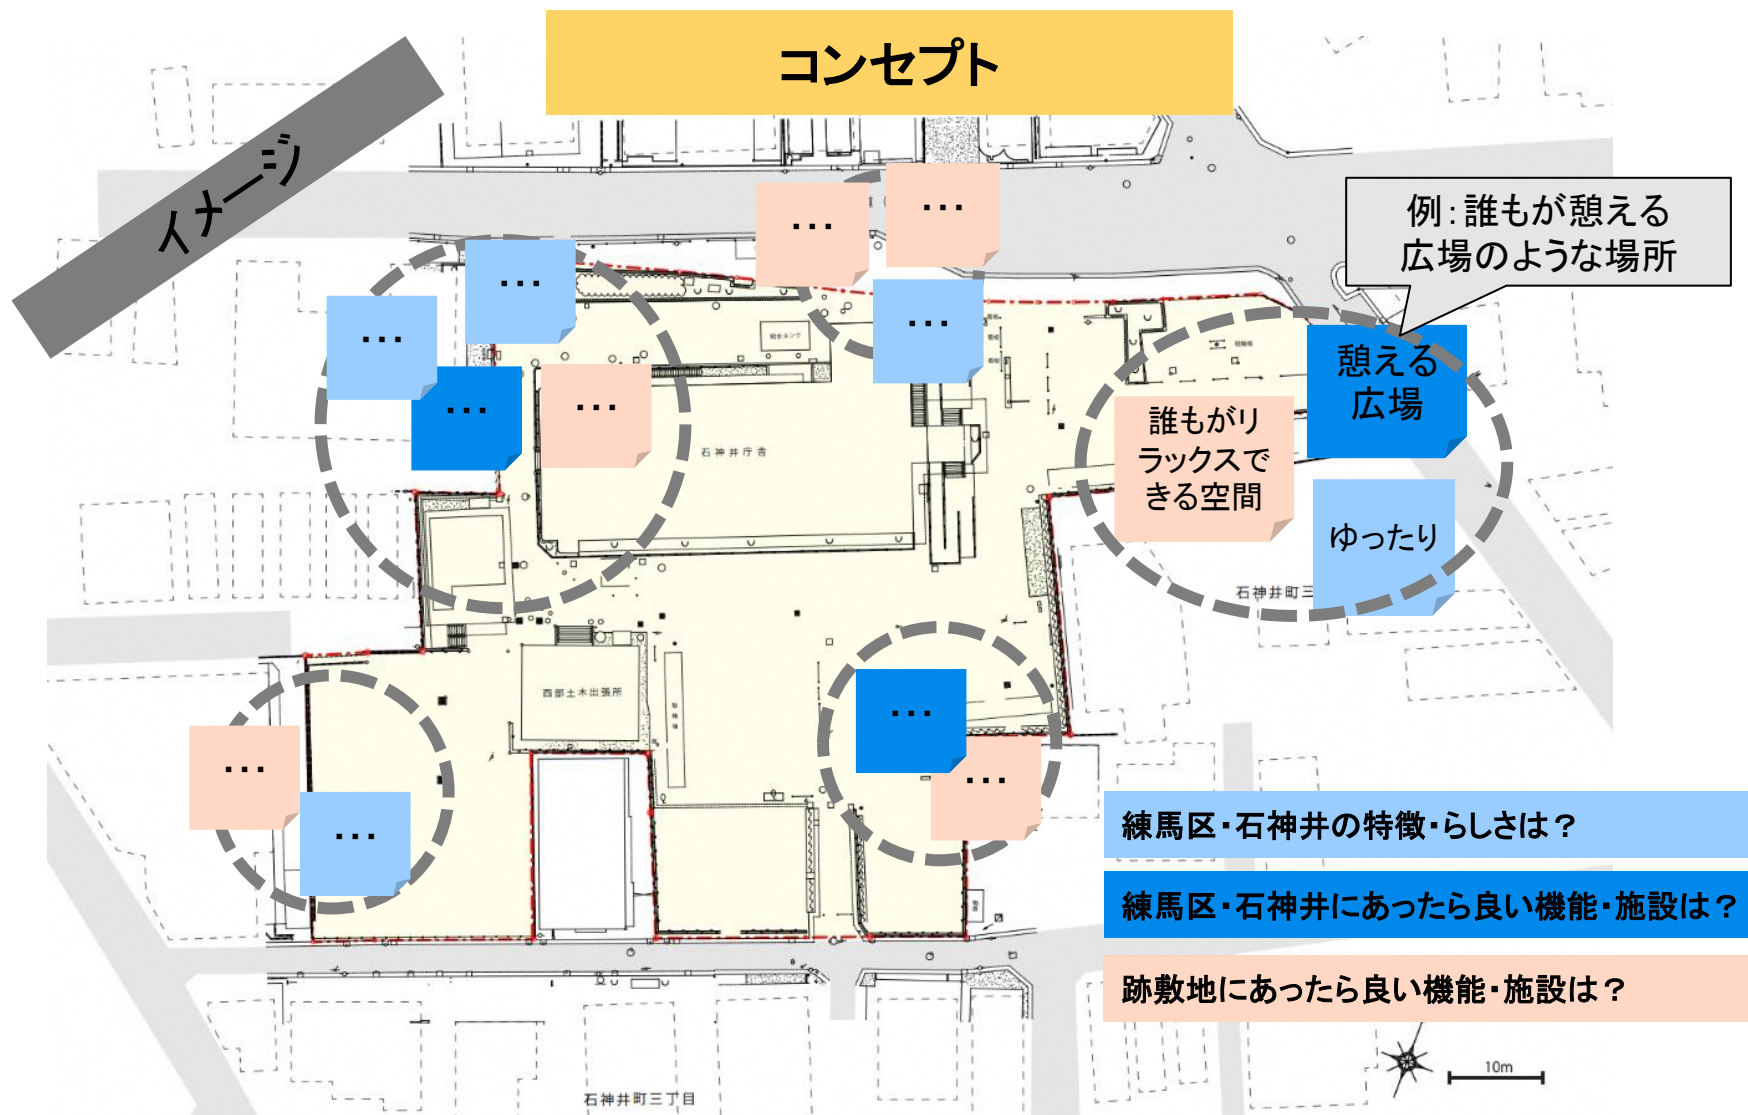 コンセプト
イメージ
例：誰もが憩える
広場のような場所
･･･
･･･
･･･
･･･
･･･
･･･
･･･
･･･
憩える
広場
誰もがリ
ラックスで
きる空間
ゆったり
石神井庁舎
石神井町三
西部土木出張所
･･･
･･･
･･･
･･･
練馬区・石神井の特徴・らしさは？
練馬区・石神井にあったら良い機能・施設は？
跡敷地にあったら良い機能・施設は？
10m
石神井町三丁目